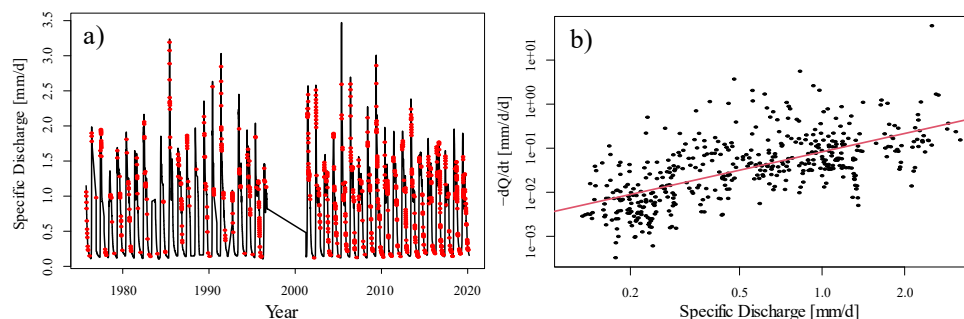 a)
Specific Discharge [mm/d]
3.5
3.0
2.5
2.0
1.5
1.0
0.5
0.0
1980 1990 2000 2010 2020
Year
b)
−dQ/dt [mm/d/d]
1e+01
1e+00
1e−01
1e−02
1e−03
0.2 0.5 1.0 2.0
Specific Discharge [mm/d]